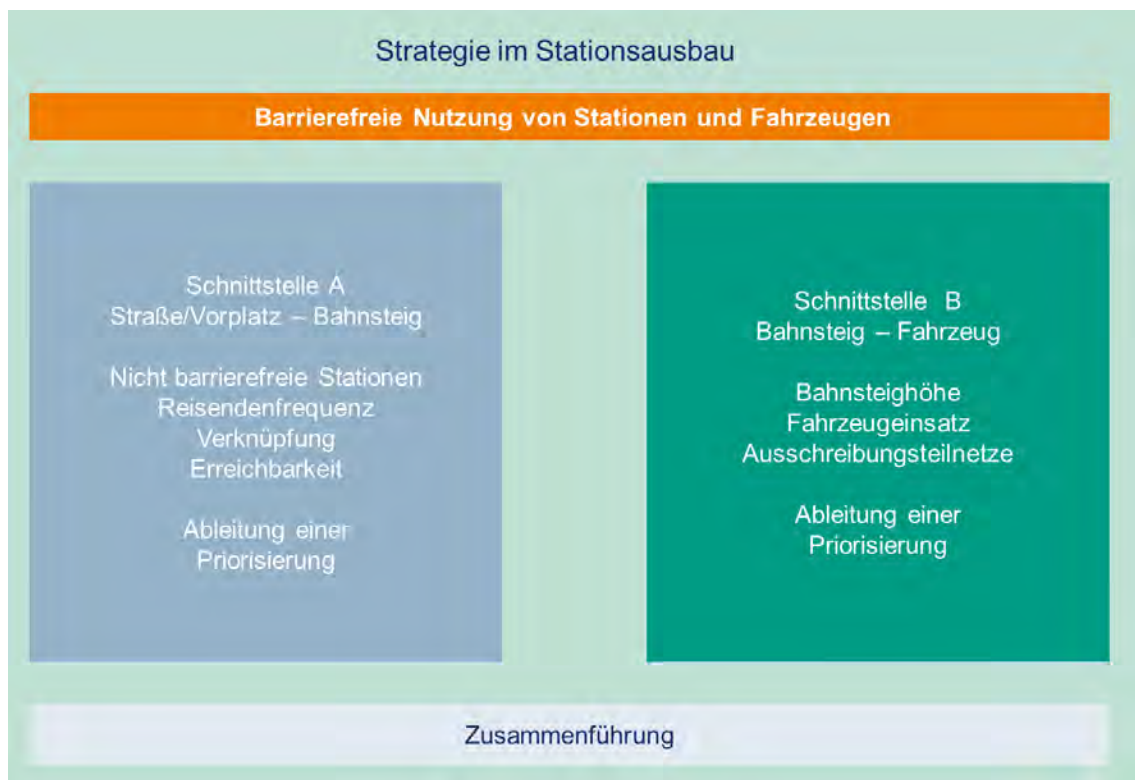 Strategie im Stationsausbau
Barrierefreie Nutzung von Stationen und Fahrzeugen
Schnittstelle A
Straße/Vorplatz – Bahnsteig
Nicht barrierefreie Stationen
Reisendenfrequenz
Verknüpfung
Erreichbarkeit
Ableitung einer
Priorisierung
Schnittstelle B
Bahnsteig – Fahrzeug
Bahnsteighöhe
Fahrzeugeinsatz
Ausschreibungsteilnetze
Ableitung einer
Priorisierung
Zusammenführung